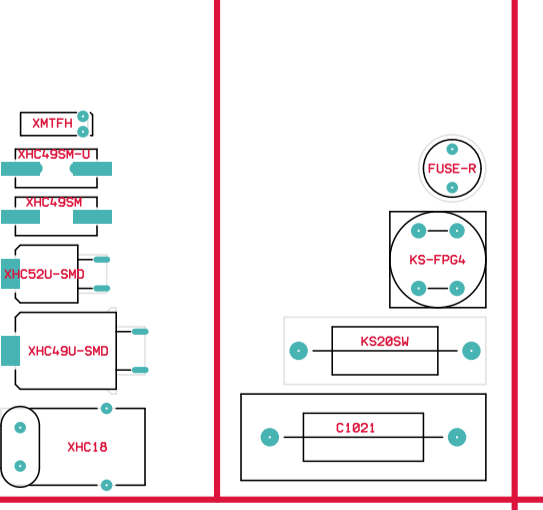 XMTFH
XHC49SM-U
XHC49SM
XHC52U-SMD
XHC49U-SMD
XHC18
FUSE-R
KS-FPG4
KS20SW
C1021